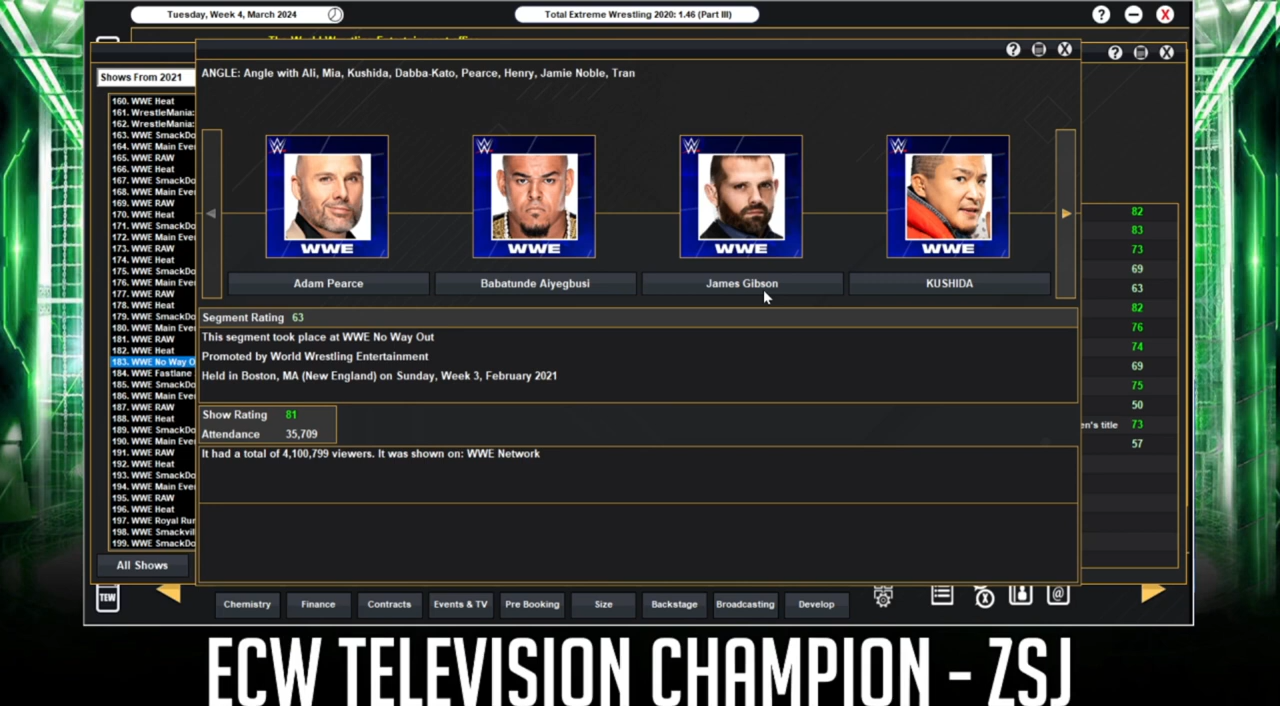 Tuesday, Week 4, March 2024
Total Extreme Wrestling 2020: 1.46 (Part III)
Shows From 2021
160. WWE Heat
161. WrestleMania:
162. WrestleMania:
163. WWE SmackDo
164. WWE Main Ever
165. WWE RAW
166. WWE Heat
167. WWE SmackDo
168. WWE Main Ever
169. WWE RAW
170. WWE Heat
171. WWE SmackDo
172. WWE Main Ever
173. WWE RAW
174. WWE Heat
175. WWE SmackDo
176. WWE Main Ever
177. WWE RAW
178. WWE Heat
179. WWE SmackDo
180. WWE Main Ever
181. WWE RAW
182. WWE Heat
183. WWE No Way O
184. WWE Fastlane
185. WWE SmackDo
186. WWE Main Ever
187. WWE RAW
188. WWE Heat
189. WWE SmackDo
190. WWE Main Ever
191. WWE RAW
192. WWE Heat
193. WWE SmackDo
194. WWE Main Ever
195. WWE RAW
196. WWE Heat
197. WWE Royal Rur
198. WWE Smackvil
199. WWE SmackDo
All Shows
ANGLE: Angle with Ali, Mia, Kushida, Dabba-Kato, Pearce, Henry, Jamie Noble, Tran
WWE WWE WWE WWE
Adam Pearce
Babatunde Aiyegbusi
James Gibson
KUSHIDA
Segment Rating 63
This segment took place at WWE No Way Out
Promoted by World Wrestling Entertainment
Held in Boston, MA (New England) on Sunday, Week 3, February 2021
Show Rating 81
Attendance 35,709
It had a total of 4,100,799 viewers. It was shown on: WWE Network
82
83
73
69
63
82
76
74
69
75
50
en's title 73
57
TEW
Chemistry
Finance
Contracts
Events & TV
Pre Booking
Size
Backstage
Broadcasting
Develop
ECW TELEVISION CHAMPION - ZSJ